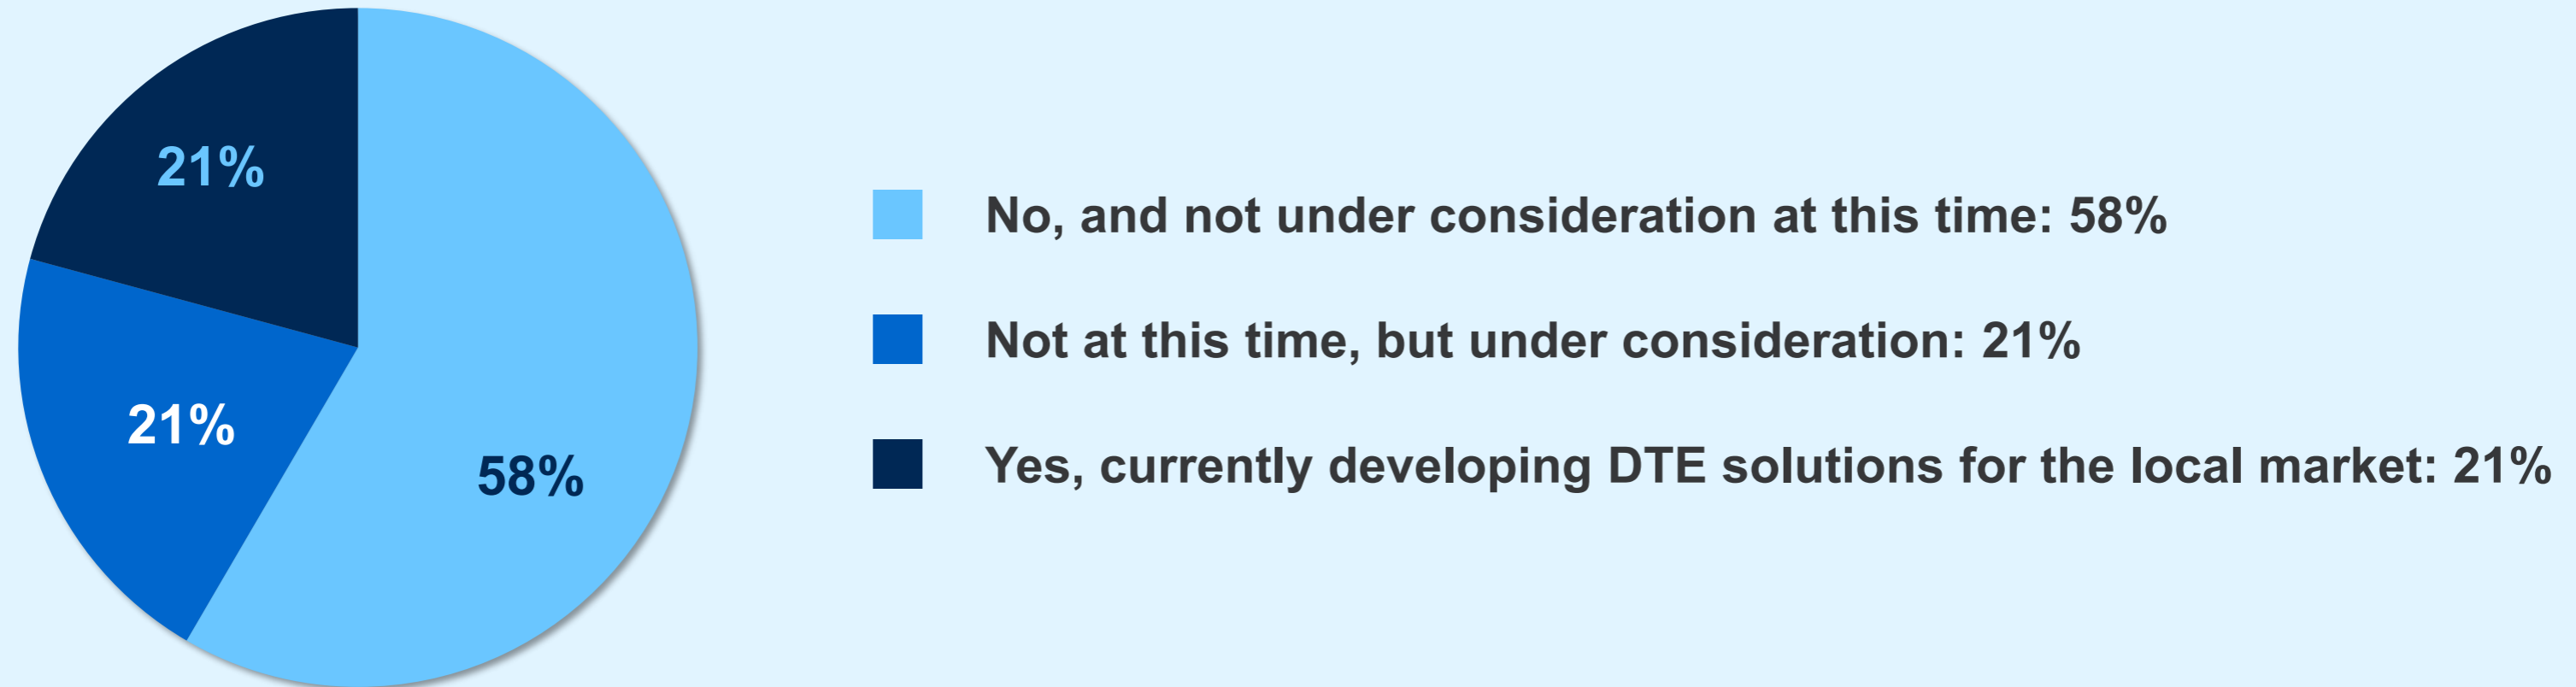 21%
No, and not under consideration at this time: 58%
Not at this time, but under consideration: 21%
21%
58%
Yes, currently developing DTE solutions for the local market: 21%